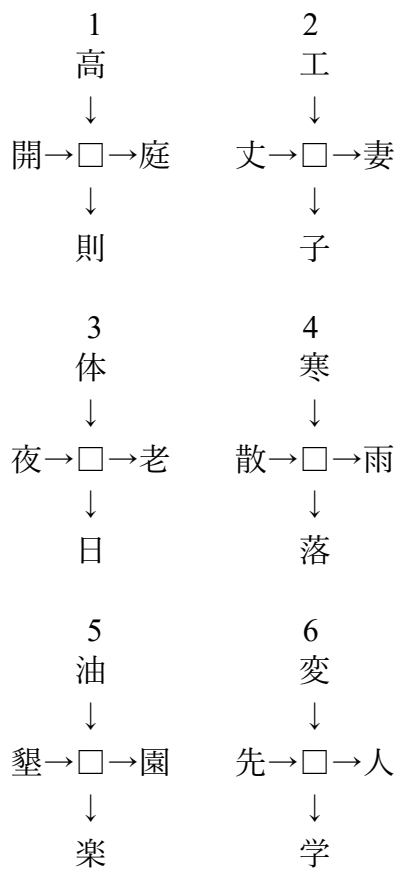 1 2
高 工
↓ ↓
開→□→庭 丈→□→妻
↓ ↓
則 子
3 4
体 寒
↓ ↓
夜→□→老 散→□→雨
↓ ↓
日 落
5 6
油 変
↓ ↓
墾→□→園 先→□→人
↓ ↓
楽 学